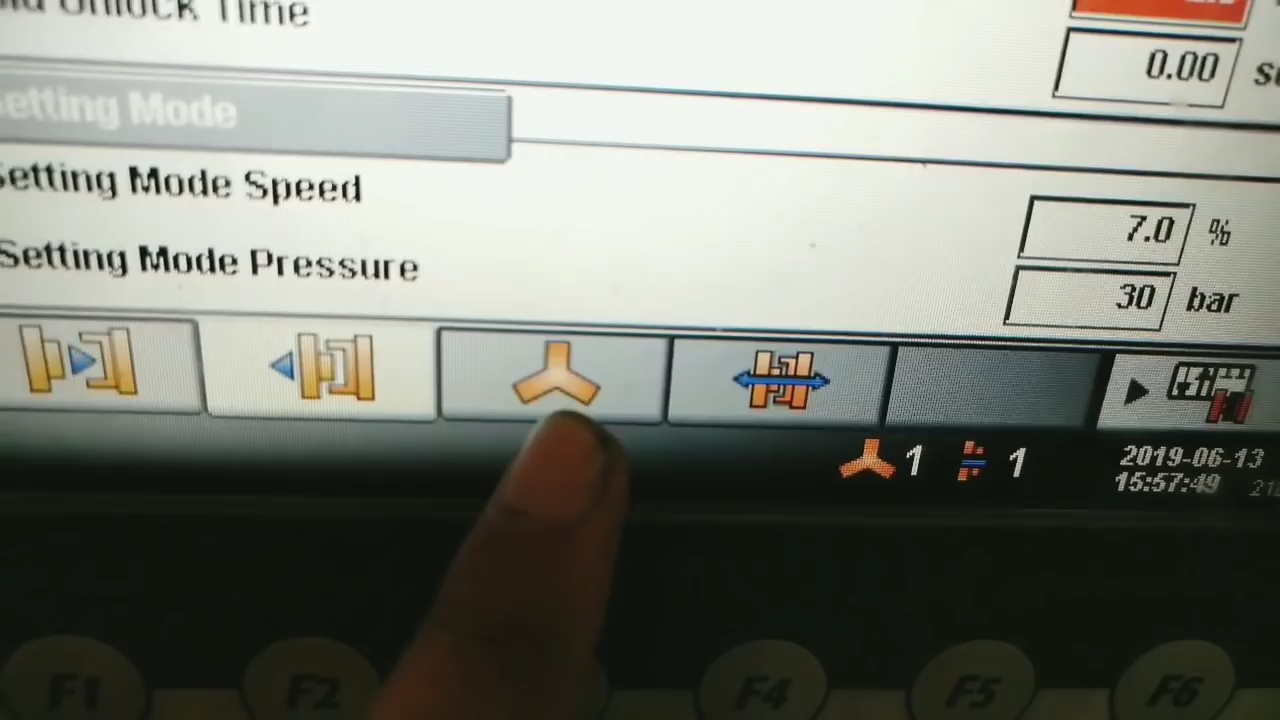 Unlock Time
0.00
Setting Mode
Setting Mode Speed
7.0 %
Setting Mode Pressure
30 bar
1 1
2019-06-13
15:57:49
F1 F2 F4 F5 F6